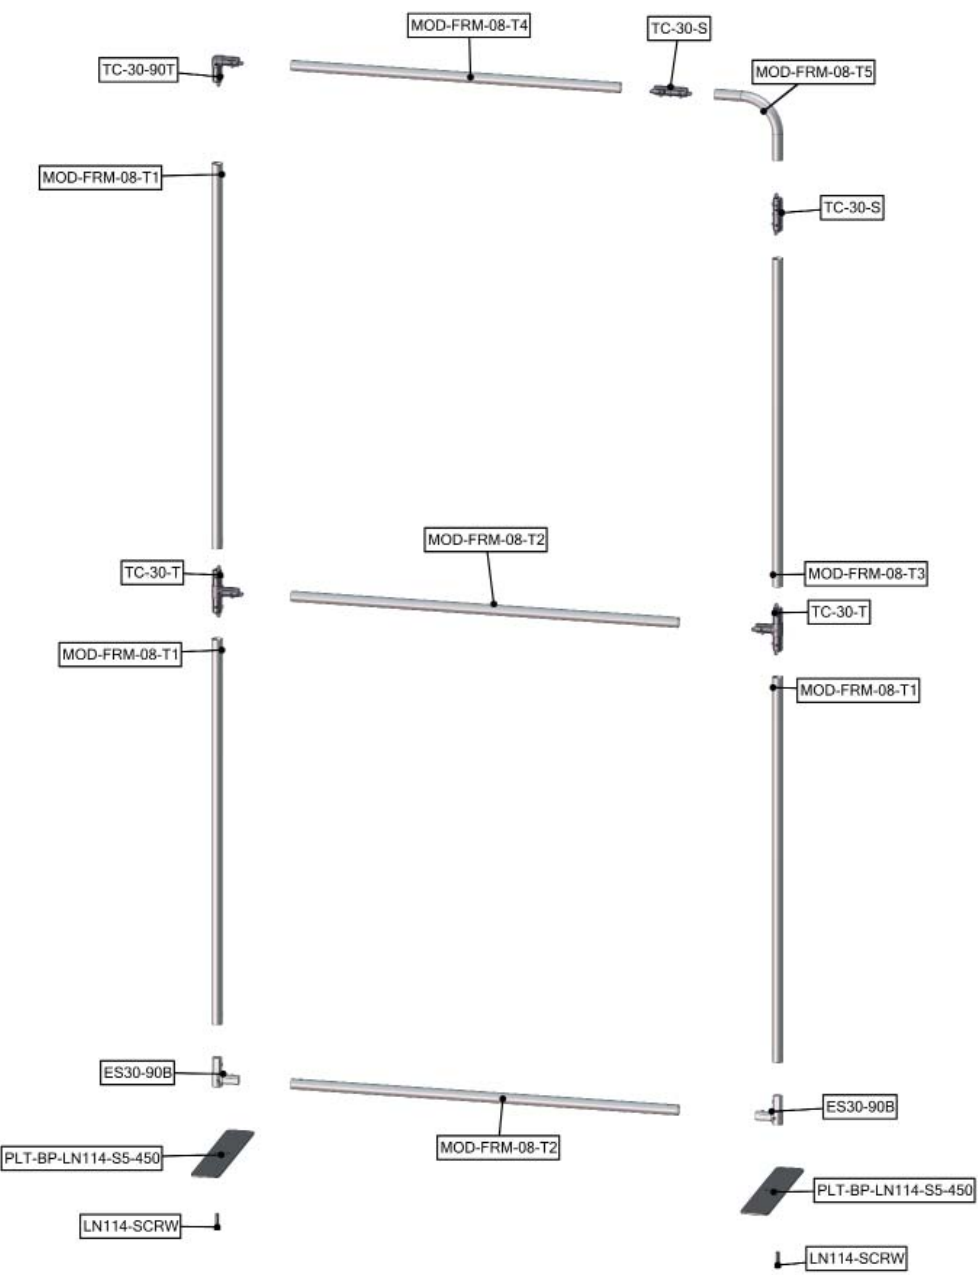 MOD-FRM-08-T4
TC-30-S
TC-30-90T
MOD-FRM-08-T5
MOD-FRM-08-T1
TC-30-S
MOD-FRM-08-T2
TC-30-T
MOD-FRM-08-T3
TC-30-T
MOD-FRM-08-T1
MOD-FRM-08-T1
ES30-90B
ES30-90B
MOD-FRM-08-T2
PLT-BP-LN114-S5-450
PLT-BP-LN114-S5-450
LN114-SCRW
LN114-SCRW